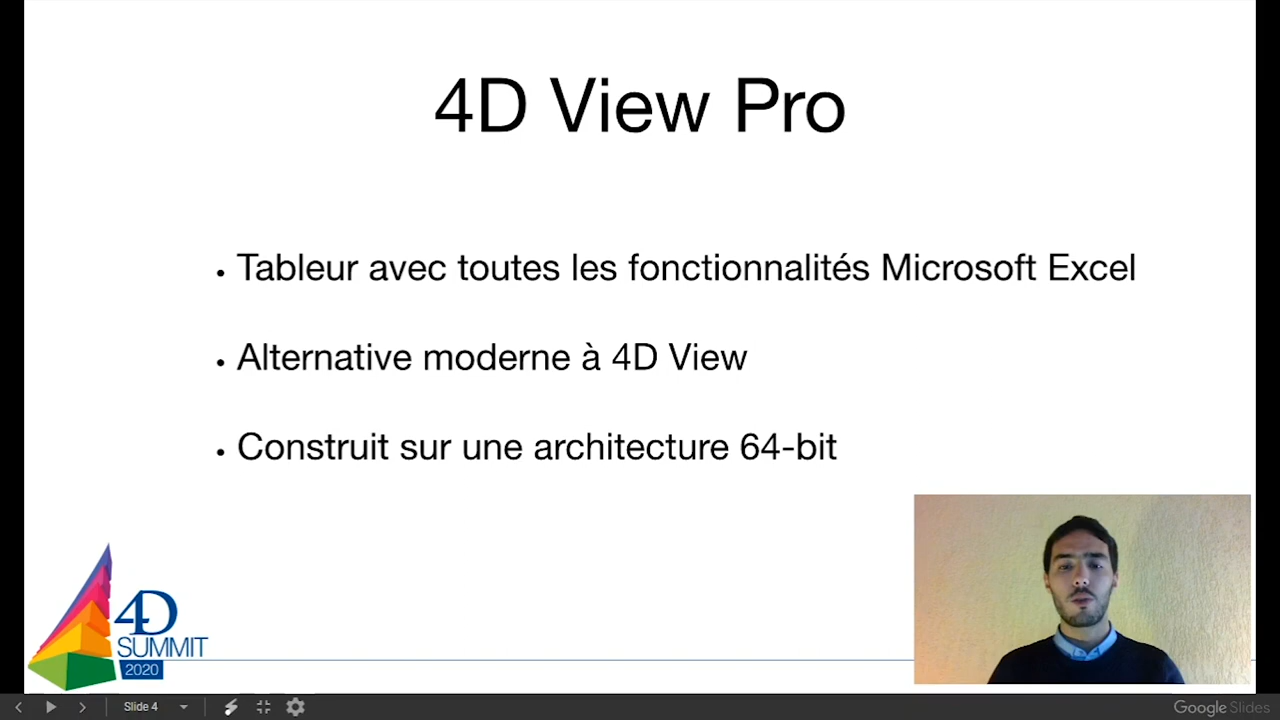 4D View Pro
• Tableur avec toutes les fonctionnalités Microsoft Excel
• Alternative moderne à 4D View
• Construit sur une architecture 64-bit
4D
SUMMIT
2020
Slide 4
Google Slides